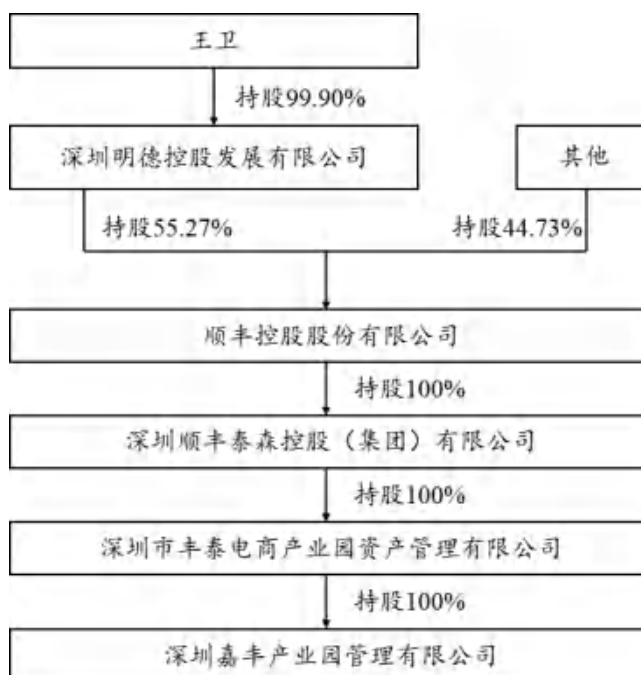 王卫
持股99.90%
深圳明德控股发展有限公司
其他
持股55.27%
持股44.73%
顺丰控股股份有限公司
持股100%
深圳顺丰泰森控股（集团）有限公司
持股100%
深圳市丰泰电商产业园资产管理有限公司
持股100%
深圳嘉丰产业园管理有限公司